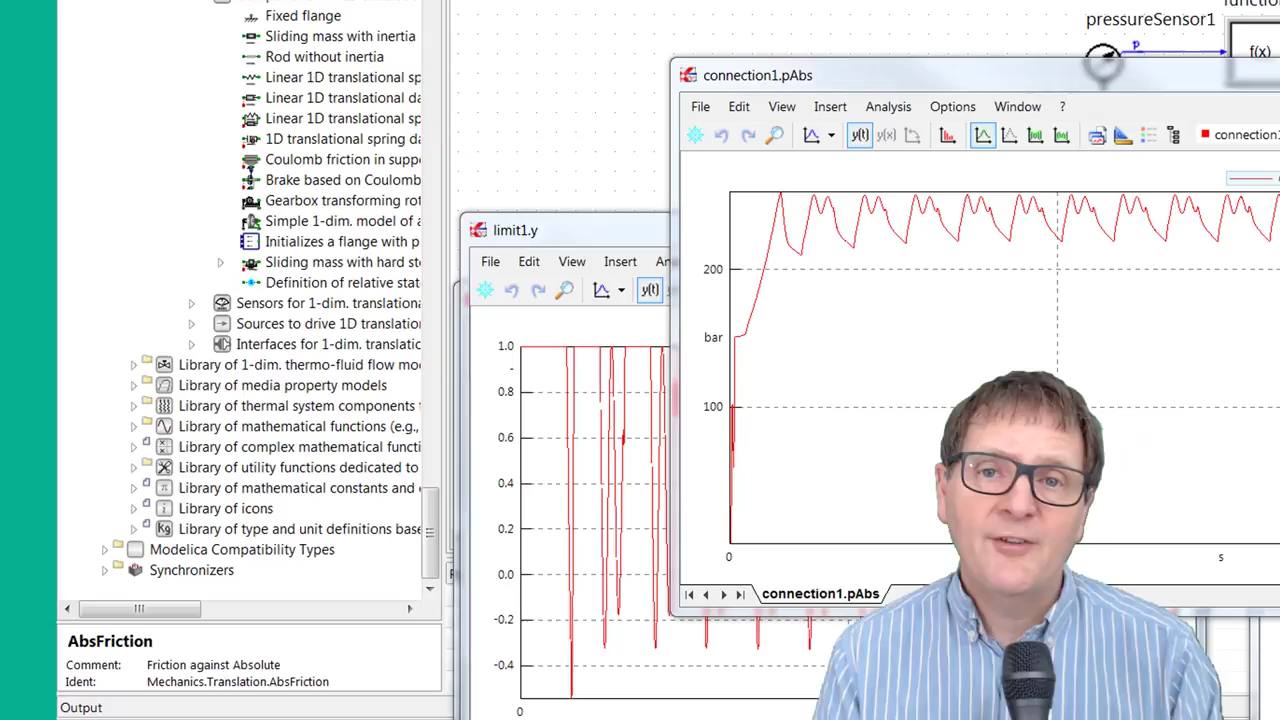 Fixed flange
Sliding mass with inertia
Rod without inertia
Linear 1D translational sp
Linear 1D translational da
Linear 1D translational sp
1D translational spring da
Coulomb friction in suppo
Brake based on Coulomb
Gearbox transforming rot
Simple 1-dim. model of a
Initializes a flange with p
Sliding mass with hard sto
Definition of relative state
Sensors for 1-dim. translationa
Sources to drive 1D translation
Interfaces for 1-dim. translatic
Library of 1-dim. thermo-fluid flow mo
Library of media property models
Library of thermal system components t
Library of mathematical functions (e.g.,
Library of complex mathematical functi
Library of utility functions dedicated to
Library of mathematical constants and
Library of icons
Library of type and unit definitions base
Modelica Compatibility Types
Synchronizers
AbsFriction
Comment: Friction against Absolute
Ident: Mechanics.Translation.AbsFriction
Output
pressureSensor1
p
f(x)
limit1.y
File Edit View Insert An
y(t)
1.0
-
0.8
0.6
0.4
0.2
0.0
-0.2
-0.4
0
connection1.pAbs
File Edit View Insert Analysis Options Window ?
y(t) y(x) connection1.
200
bar
100
0
0 5
s
connection1.pAbs